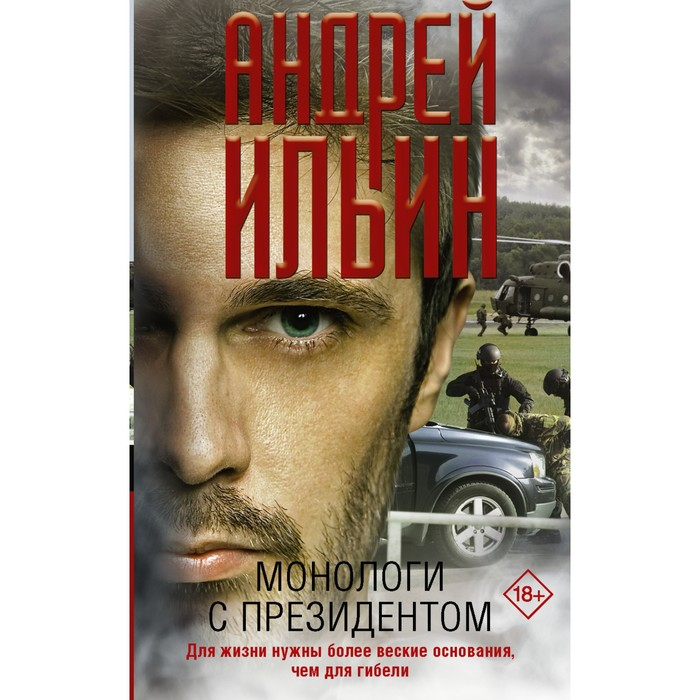 АНДРЕЙ
ИЛЬИН
МОНОЛОГИ
С ПРЕЗИДЕНТОМ
18+
Для жизни нужны более веские основания,
чем для гибели